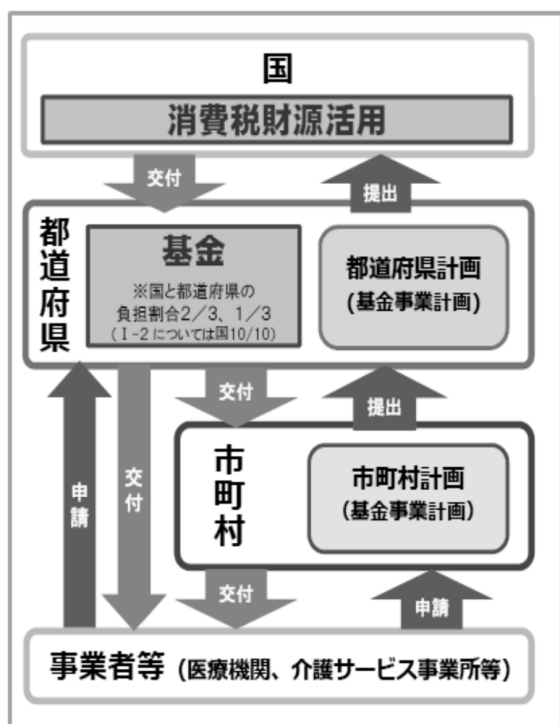 国
消費税財源活用
交付
提出
都道府県
基金
※国と都道府県の
負担割合2/3、1/3
(Ⅰ-2については国10/10)
都道府県計画
(基金事業計画)
交付
提出
申請
交付
市町村
市町村計画
(基金事業計画)
交付
申請
事業者等(医療機関、介護サービス事業所等)